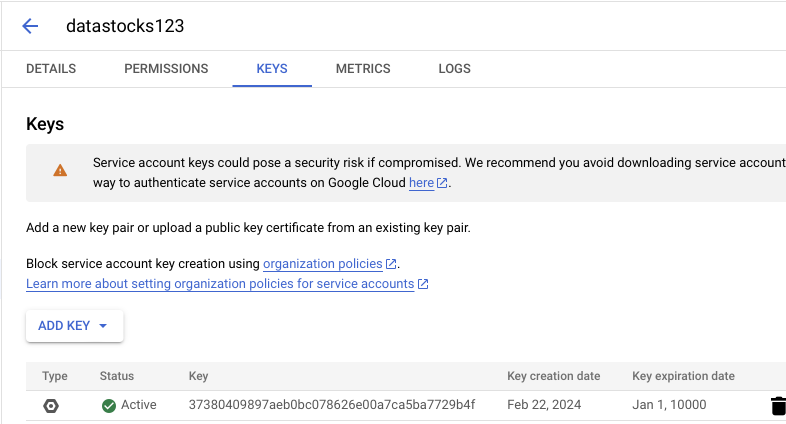 datastocks123
DETAILS PERMISSIONS KEYS METRICS LOGS
Keys
Service account keys could pose a security risk if compromised. We recommend you avoid downloading service account
way to authenticate service accounts on Google Cloud here.
Add a new key pair or upload a public key certificate from an existing key pair.
Block service account key creation using organization policies.
Learn more about setting organization policies for service accounts
ADD KEY
Type Status Key Key creation date Key expiration date
Active 37380409897aeb0bc078626e00a7ca5ba7729b4f Feb 22, 2024 Jan 1, 10000